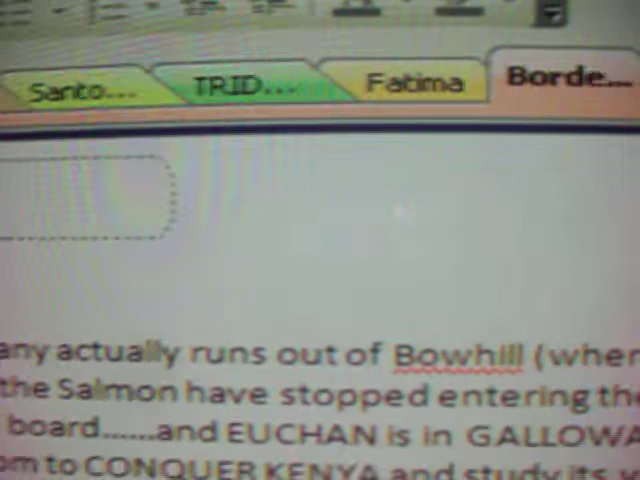 Santo... TRID... Fatima Borde...
any actually runs out of Bowhill (wher
the Salmon have stopped entering the
board......and EUCHAN is in GALLOWA
om to CONQUER KENYA and study its